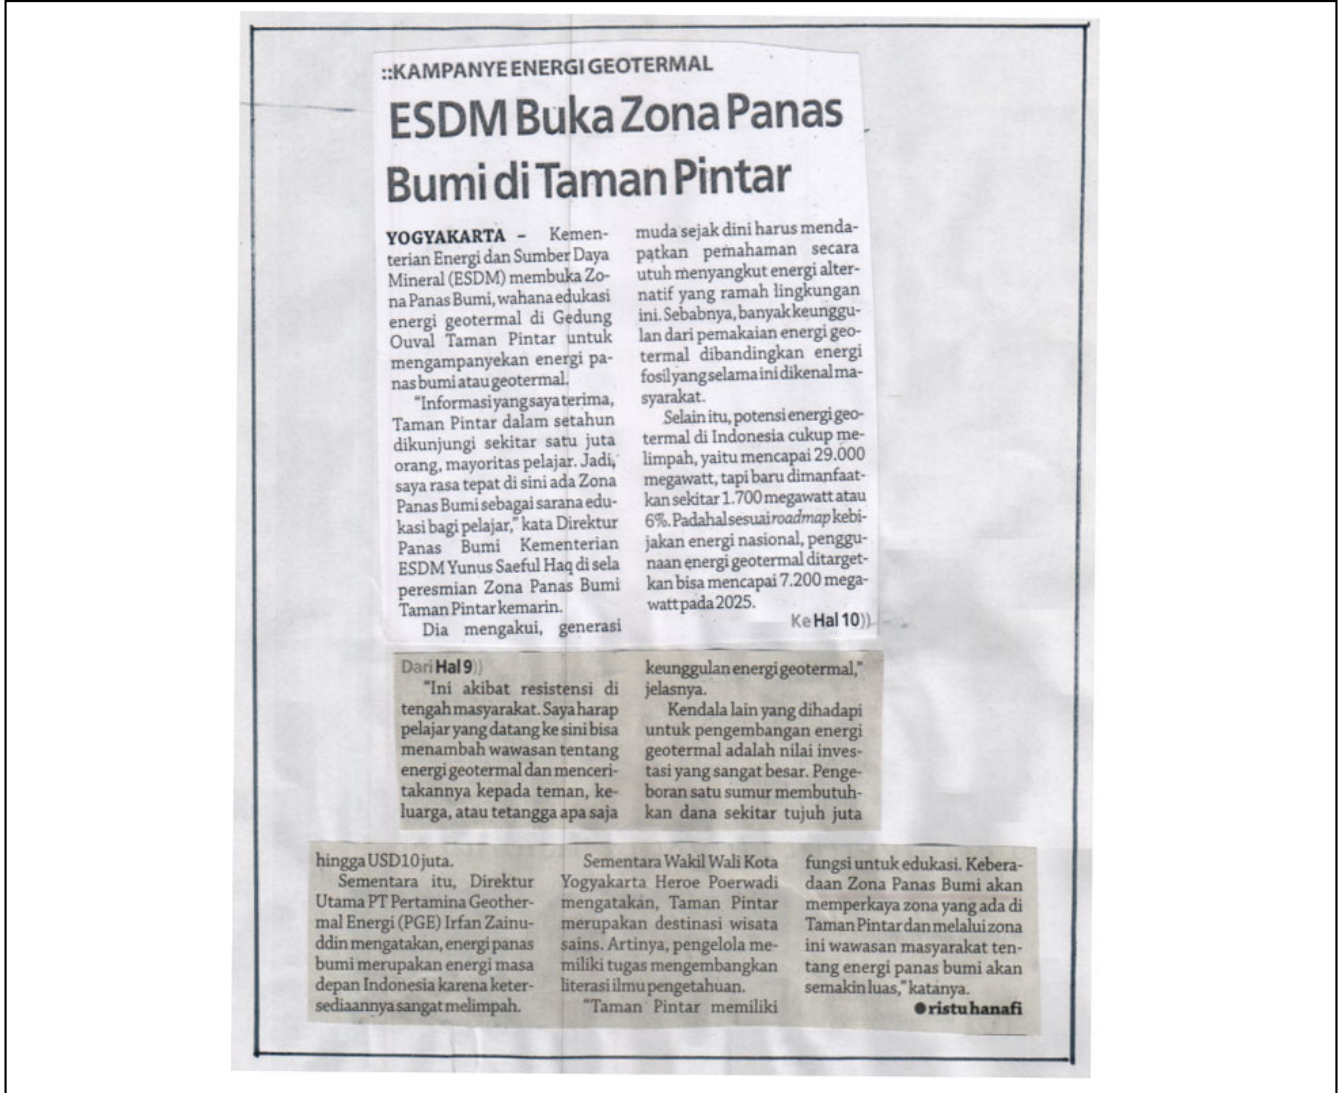 ::KAMPANYE ENERGI GEOTERMAL
ESDM Buka Zona Panas
Bumi di Taman Pintar
YOGYAKARTA – Kemen-
terian Energi dan Sumber Daya
Mineral (ESDM) membuka Zo-
na Panas Bumi, wahana edukasi
energi geotermal di Gedung
Ouval Taman Pintar untuk
mengampanyekan energi pa-
nas bumi atau geotermal.
"Informasi yang saya terima,
Taman Pintar dalam setahun
dikunjungi sekitar satu juta
orang, mayoritas pelajar. Jadi,
saya rasa tepat di sini ada Zona
Panas Bumi sebagai sarana edu-
kasi bagi pelajar," kata Direktur
Panas Bumi Kementerian
ESDM Yunus Saeful Haq di sela
peresmian Zona Panas Bumi
Taman Pintar kemarin.
Dia mengakui, generasi
muda sejak dini harus menda-
patkan pemahaman secara
utuh menyangkut energi alter-
natif yang ramah lingkungan
ini. Sebabnya, banyak keunggu-
lan dari pemakaian energi geo-
termal dibandingkan energi
fosil yang selama ini dikenal ma-
syarakat.
Selain itu, potensi energi geo-
termal di Indonesia cukup me-
limpah, yaitu mencapai 29.000
megawatt, tapi baru dimanfaat-
kan sekitar 1.700 megawatt atau
6%. Padahal sesuai roadmap kebi-
jakan energi nasional, penggu-
naan energi geotermal ditarget-
kan bisa mencapai 7.200 mega-
watt pada 2025.
Ke Hal 10))
Dari Hal 9))
"Ini akibat resistensi di
tengah masyarakat. Saya harap
pelajar yang datang ke sini bisa
menambah wawasan tentang
energi geotermal dan menceri-
takannya kepada teman, ke-
luarga, atau tetangga apa saja
keunggulan energi geotermal,"
jelasnya.
Kendala lain yang dihadapi
untuk pengembangan energi
geotermal adalah nilai inves-
tasi yang sangat besar. Penge-
boran satu sumur membutuh-
kan dana sekitar tujuh juta
hingga USD10 juta.
Sementara itu, Direktur
Utama PT Pertamina Geother-
mal Energi (PGE) Irfan Zainu-
ddin mengatakan, energi panas
bumi merupakan energi masa
depan Indonesia karena keter-
sediaannya sangat melimpah.
Sementara Wakil Wali Kota
Yogyakarta Heroe Poerwadi
mengatakan, Taman Pintar
merupakan destinasi wisata
sains. Artinya, pengelola me-
miliki tugas mengembangkan
literasi ilmu pengetahuan.
"Taman Pintar memiliki
fungsi untuk edukasi. Kebera-
daan Zona Panas Bumi akan
memperkaya zona yang ada di
Taman Pintar dan melalui zona
ini wawasan masyarakat ten-
tang energi panas bumi akan
semakin luas," katanya.
●ristu hanafi